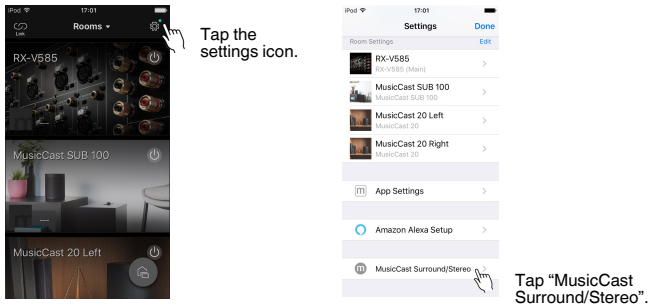 iPod 17:01
Link
Rooms
RX-V585
MusicCast SUB 100
MusicCast 20 Left
Tap the
settings icon.
iPod 17:01
Settings Done
Room Settings Edit
RX-V585
RX-V585 (Main)
MusicCast SUB 100
MusicCast SUB 100
MusicCast 20 Left
MusicCast 20
MusicCast 20 Right
MusicCast 20
m App Settings
Amazon Alexa Setup
m MusicCast Surround/Stereo
Tap “MusicCast
Surround/Stereo”.